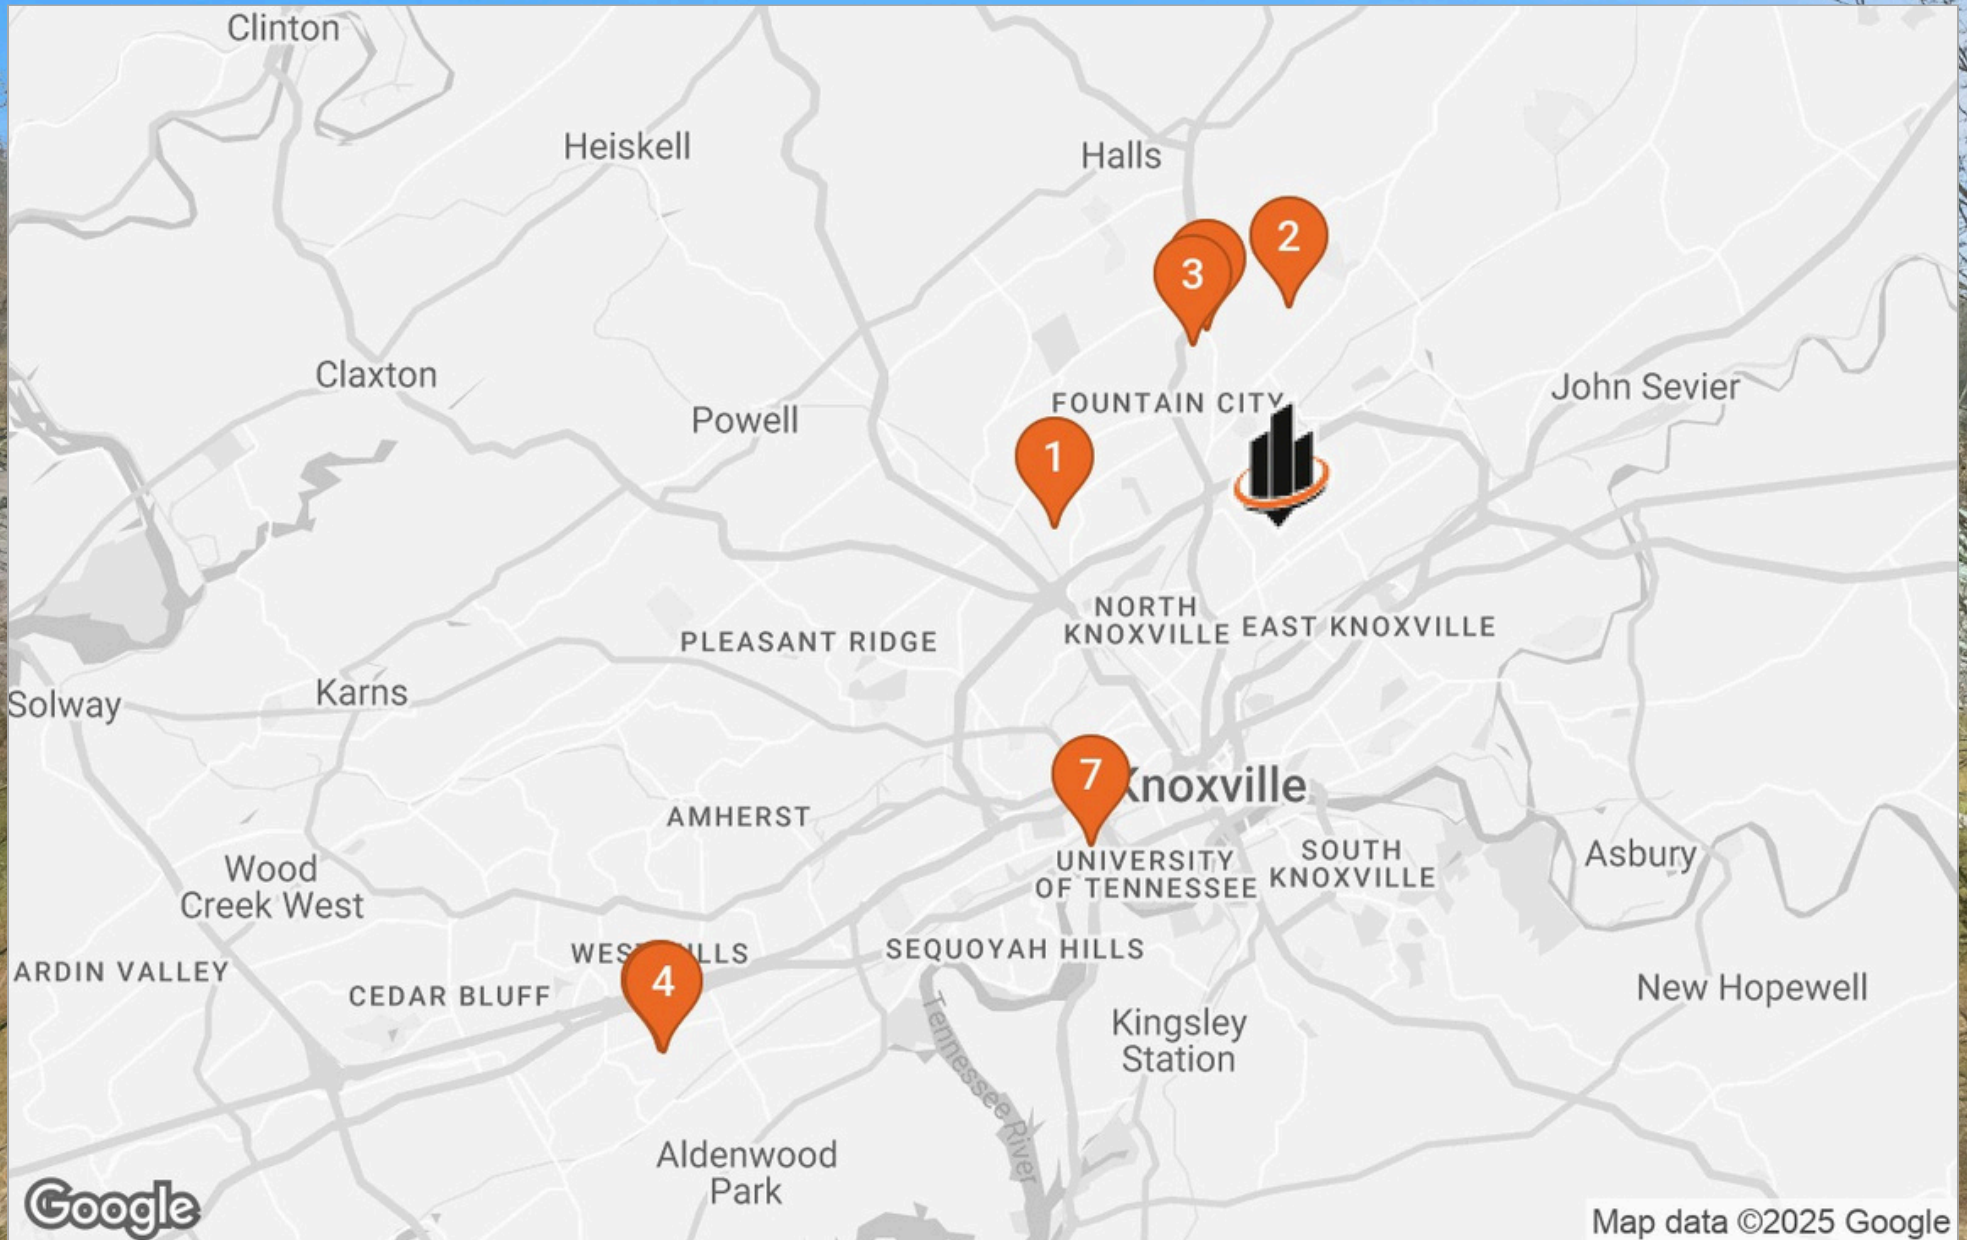 Clinton
Heiskell
Halls
2
3
Claxton
John Sevier
FOUNTAIN CITY
Powell
1
NORTH
KNOXVILLE
EAST KNOXVILLE
PLEASANT RIDGE
Solway
Karns
7
Knoxville
AMHERST
UNIVERSITY
OF TENNESSEE
SOUTH
KNOXVILLE
Asbury
Wood
Creek West
WEST HILLS
SEQUOYAH HILLS
ARDIN VALLEY
CEDAR BLUFF
4
New Hopewell
Kingsley
Station
Tennessee River
Aldenwood
Park
Google
Map data ©2025 Google